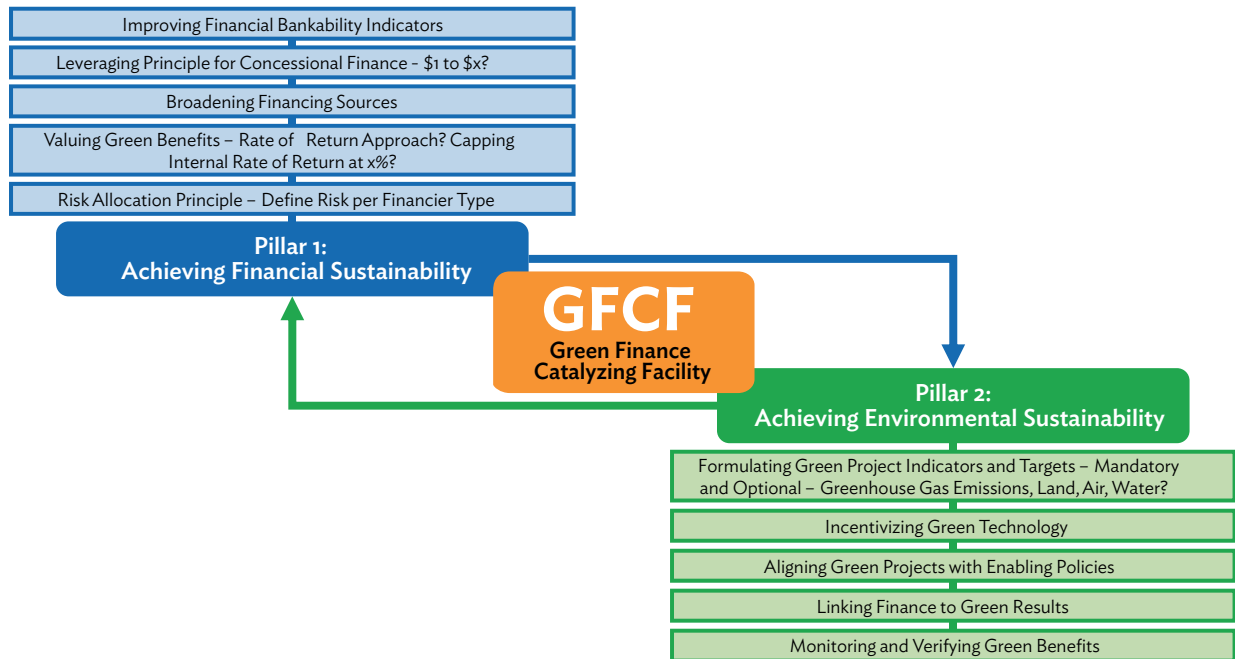 Improving Financial Bankability Indicators
Leveraging Principle for Concessional Finance - $1 to $x?
Broadening Financing Sources
Valuing Green Benefits – Rate of Return Approach? Capping
Internal Rate of Return at x%?
Risk Allocation Principle – Define Risk per Financier Type
Pillar 1:
Achieving Financial Sustainability
GFCF
Green Finance
Catalyzing Facility
Pillar 2:
Achieving Environmental Sustainability
Formulating Green Project Indicators and Targets – Mandatory
and Optional – Greenhouse Gas Emissions, Land, Air, Water?
Incentivizing Green Technology
Aligning Green Projects with Enabling Policies
Linking Finance to Green Results
Monitoring and Verifying Green Benefits